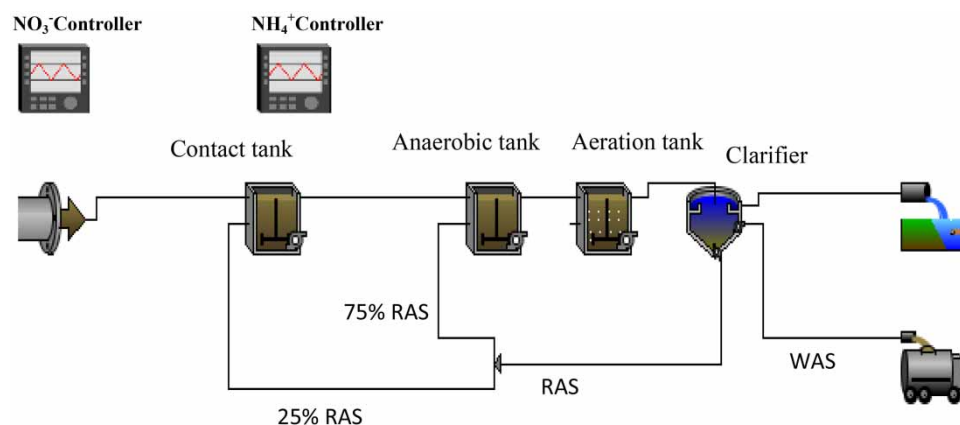 NO₃⁻Controller
NH₄⁺Controller
Contact tank
Anaerobic tank
Aeration tank
Clarifier
75% RAS
RAS
WAS
25% RAS